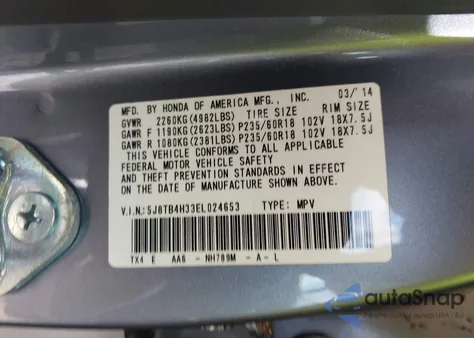 MFD. BY HONDA OF AMERICA MFG., INC. 03/'14
GVWR 2260KG(4982LBS) TIRE SIZE RIM SIZE
GAWR F 1190KG(2623LBS) P235/60R18 102V 18X7.5J
GAWR R 1080KG(2381LBS) P235/60R18 102V 18X7.5J
THIS VEHICLE CONFORMS TO ALL APPLICABLE
FEDERAL MOTOR VEHICLE SAFETY
AND THEFT PREVENTION STANDARDS IN EFFECT
ON THE DATE OF MANUFACTURE SHOWN ABOVE.
V.I.N.:5J8TB4H33EL024653 TYPE: MPV
TX4 E AA6 -NH789M -A-L
autoSnap